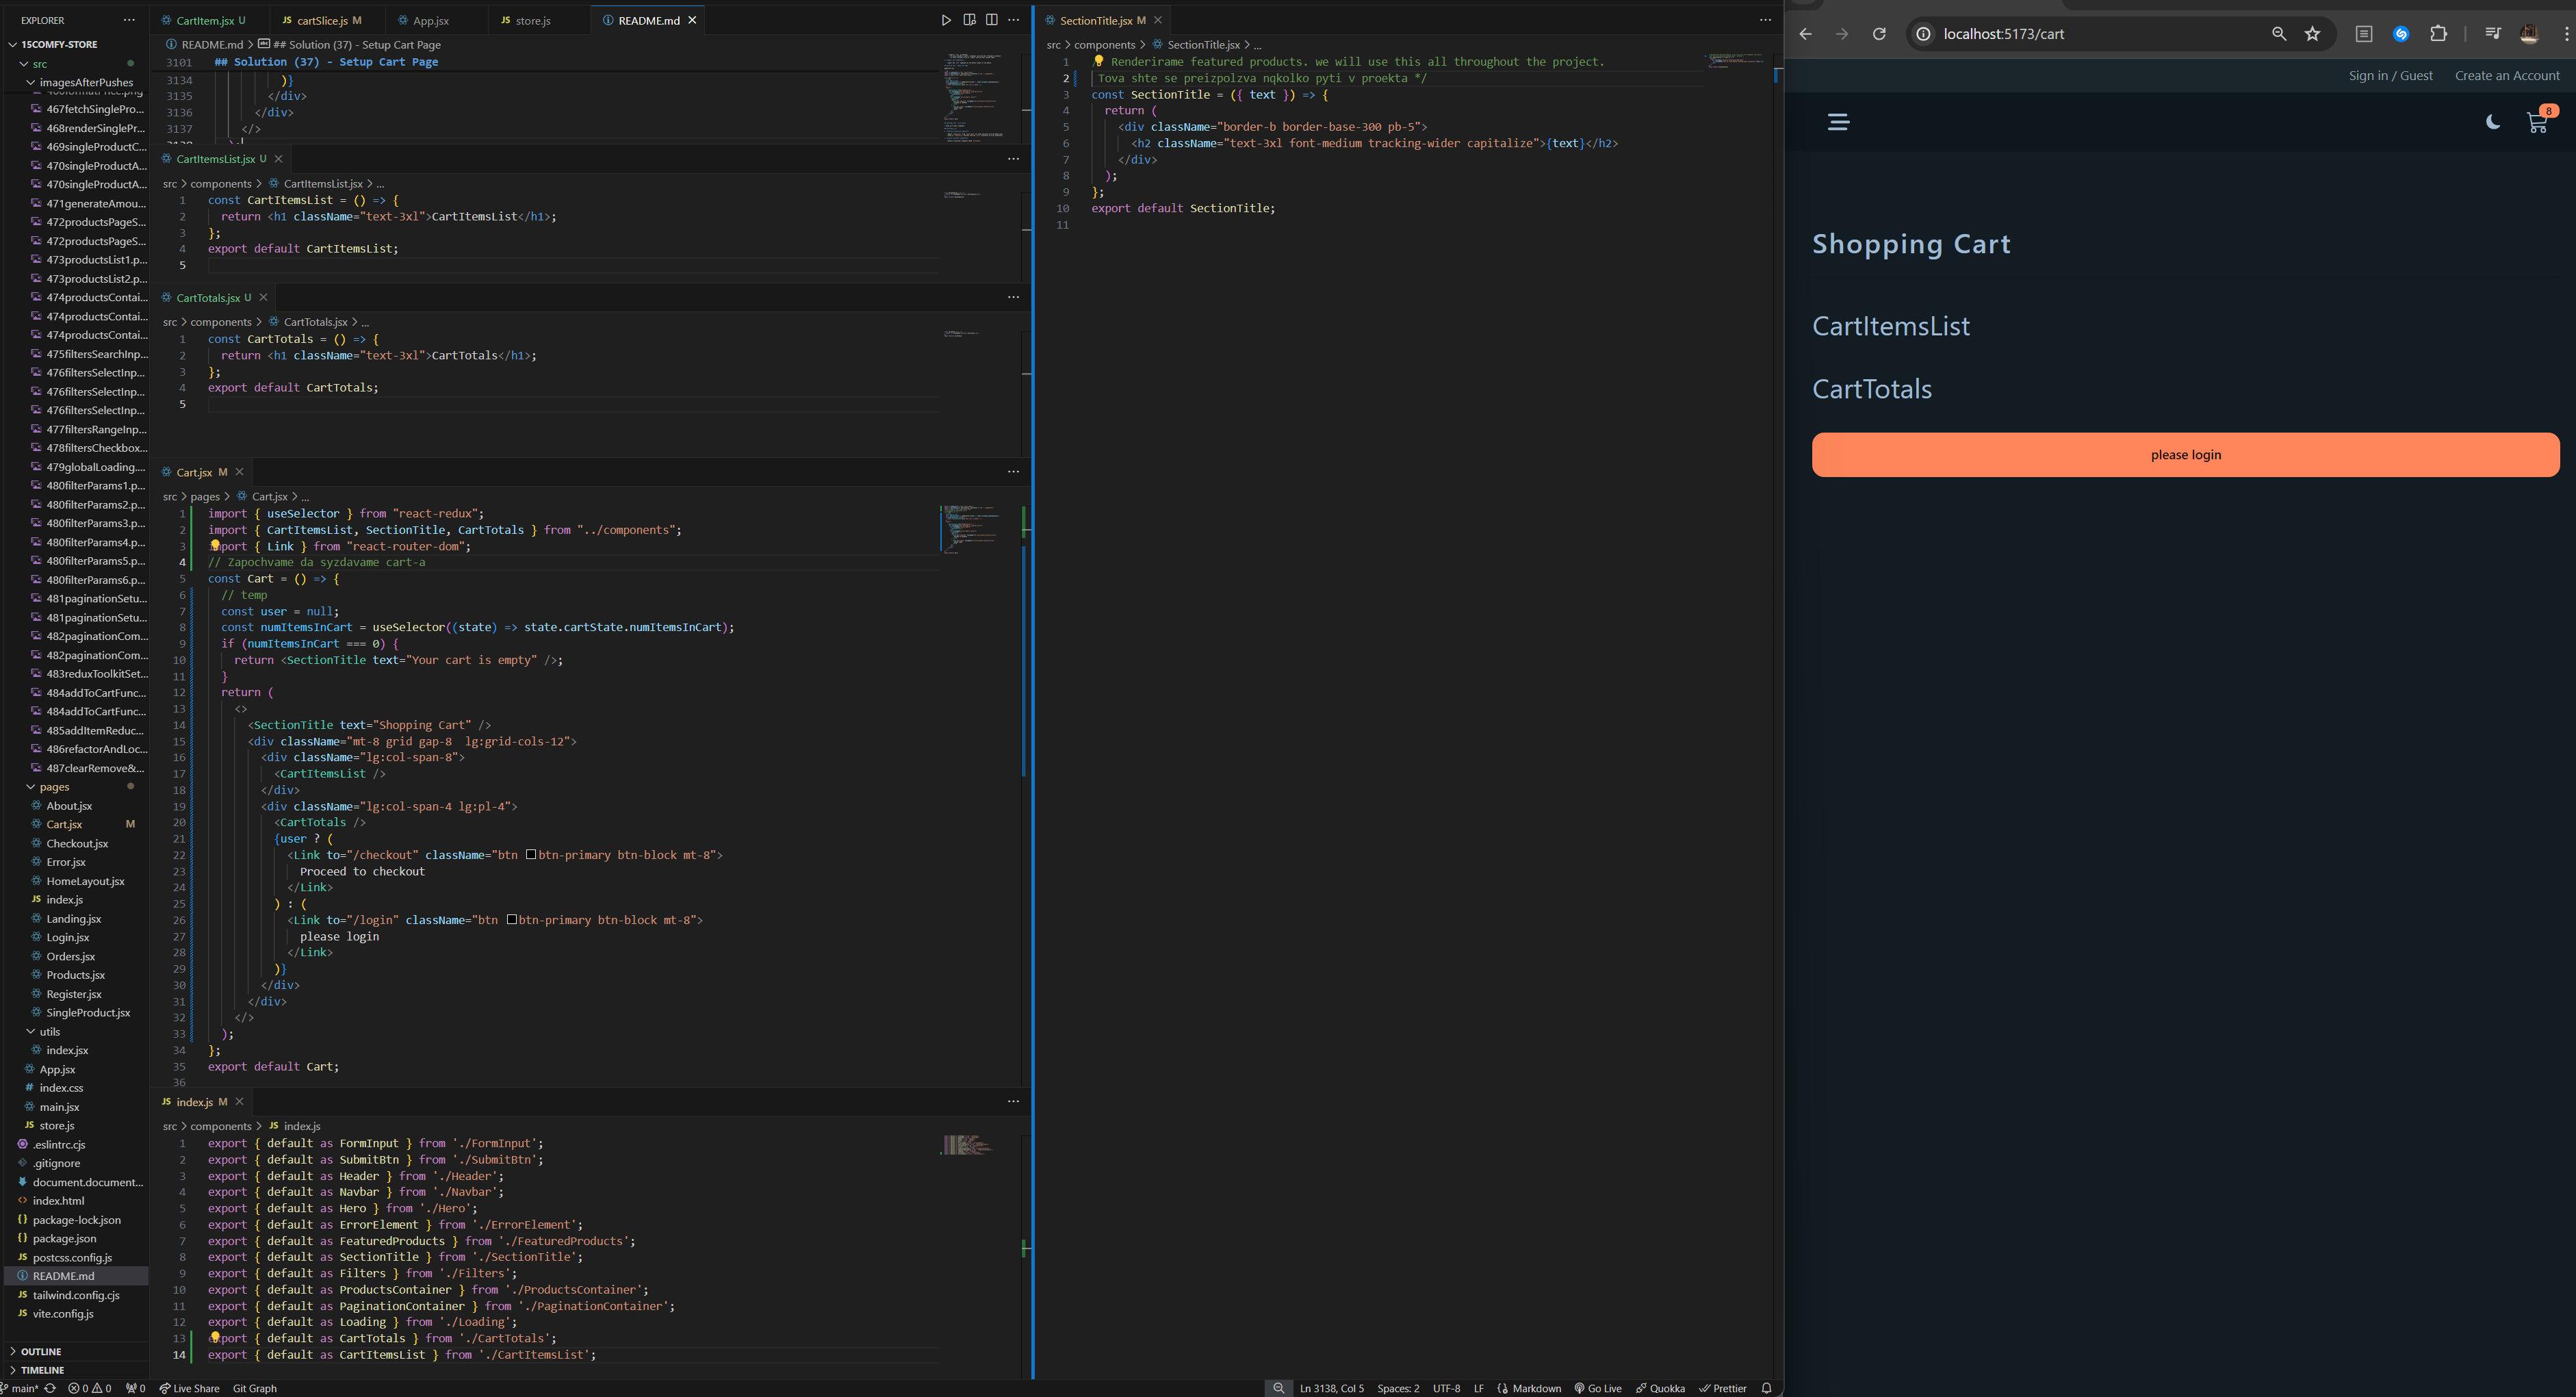 EXPLORER
15COMFY-STORE
src
imagesAfterPushes
466formatPrice.png
467fetchSinglePro...
468renderSinglePr...
469singleProductC...
470singleProductA...
470singleProductA...
471generateAmou...
472productsPageS...
472productsPageS...
473productsList1.p...
473productsList2.p...
474productsContai...
474productsContai...
474productsContai...
475filtersSearchInp...
476filtersSelectInp...
476filtersSelectInp...
476filtersSelectInp...
477filtersRangeInp...
478filtersCheckbox...
479globalLoading....
480filterParams1.p...
480filterParams2.p...
480filterParams3.p...
480filterParams4.p...
480filterParams5.p...
480filterParams6.p...
481paginationSetu...
481paginationSetu...
482paginationCom...
482paginationCom...
483reduxToolkitSet...
484addToCartFunc...
484addToCartFunc...
485addItemReduc...
486refactorAndLoc...
487clearRemove&...
pages
About.jsx
Cart.jsx M
Checkout.jsx
Error.jsx
HomeLayout.jsx
JS index.js
Landing.jsx
Login.jsx
Orders.jsx
Products.jsx
Register.jsx
SingleProduct.jsx
utils
index.jsx
App.jsx
# index.css
main.jsx
JS store.js
.eslintrc.cjs
.gitignore
document.document...
index.html
package-lock.json
package.json
JS postcss.config.js
README.md
JS tailwind.config.cjs
JS vite.config.js
OUTLINE
TIMELINE
CartItem.jsx U
JS cartSlice.js M
App.jsx
JS store.js
README.md
README.md > ## Solution (37) - Setup Cart Page
3101 ## Solution (37) - Setup Cart Page
3134 )}
3135 </div>
3136 </div>
3137 </>
CartItemsList.jsx U
src > components > CartItemsList.jsx > ...
1 const CartItemsList = () => {
2 return <h1 className="text-3xl">CartItemsList</h1>;
3 };
4 export default CartItemsList;
5
CartTotals.jsx U
src > components > CartTotals.jsx > ...
1 const CartTotals = () => {
2 return <h1 className="text-3xl">CartTotals</h1>;
3 };
4 export default CartTotals;
5
Cart.jsx M
src > pages > Cart.jsx > ...
1 import { useSelector } from "react-redux";
2 import { CartItemsList, SectionTitle, CartTotals } from "../components";
3 import { Link } from "react-router-dom";
4 // Zapochvame da syzdavame cart-a
5 const Cart = () => {
6 // temp
7 const user = null;
8 const numItemsInCart = useSelector((state) => state.cartState.numItemsInCart);
9 if (numItemsInCart === 0) {
10 return <SectionTitle text="Your cart is empty" />;
11 }
12 return (
13 <>
14 <SectionTitle text="Shopping Cart" />
15 <div className="mt-8 grid gap-8  lg:grid-cols-12">
16 <div className="lg:col-span-8">
17 <CartItemsList />
18 </div>
19 <div className="lg:col-span-4 lg:pl-4">
20 <CartTotals />
21 {user ? (
22 <Link to="/checkout" className="btn btn-primary btn-block mt-8">
23 Proceed to checkout
24 </Link>
25 ) : (
26 <Link to="/login" className="btn btn-primary btn-block mt-8">
27 please login
28 </Link>
29 )}
30 </div>
31 </div>
32 </>
33 );
34 };
35 export default Cart;
36
JS index.js M
src > components > JS index.js
1 export { default as FormInput } from './FormInput';
2 export { default as SubmitBtn } from './SubmitBtn';
3 export { default as Header } from './Header';
4 export { default as Navbar } from './Navbar';
5 export { default as Hero } from './Hero';
6 export { default as ErrorElement } from './ErrorElement';
7 export { default as FeaturedProducts } from './FeaturedProducts';
8 export { default as SectionTitle } from './SectionTitle';
9 export { default as Filters } from './Filters';
10 export { default as ProductsContainer } from './ProductsContainer';
11 export { default as PaginationContainer } from './PaginationContainer';
12 export { default as Loading } from './Loading';
13 export { default as CartTotals } from './CartTotals';
14 export { default as CartItemsList } from './CartItemsList';
SectionTitle.jsx M
src > components > SectionTitle.jsx > ...
1 / Renderirame featured products. we will use this all throughout the project.
2 Tova shte se preizpolzva nqkolko pyti v proekta */
3 const SectionTitle = ({ text }) => {
4 return (
5 <div className="border-b border-base-300 pb-5">
6 <h2 className="text-3xl font-medium tracking-wider capitalize">{text}</h2>
7 </div>
8 );
9 };
10 export default SectionTitle;
11
main* 0 0 0 Live Share Git Graph
Ln 3138, Col 5 Spaces: 2 UTF-8 LF Markdown Go Live Quokka Prettier
localhost:5173/cart
Sign in / Guest Create an Account
8
Shopping Cart
CartItemsList
CartTotals
please login